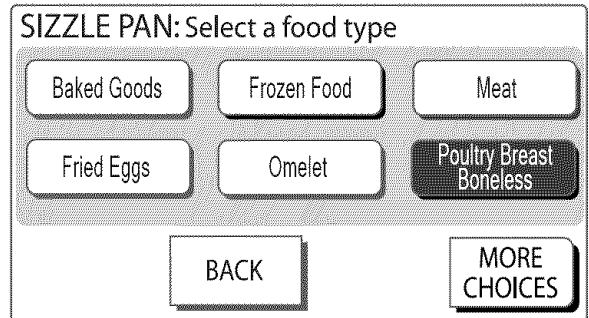 SIZZLE PAN: Select a food type
Baked Goods
Frozen Food
Meat
Fried Eggs
Omelet
Poultry Breast
Boneless
BACK
MORE
CHOICES